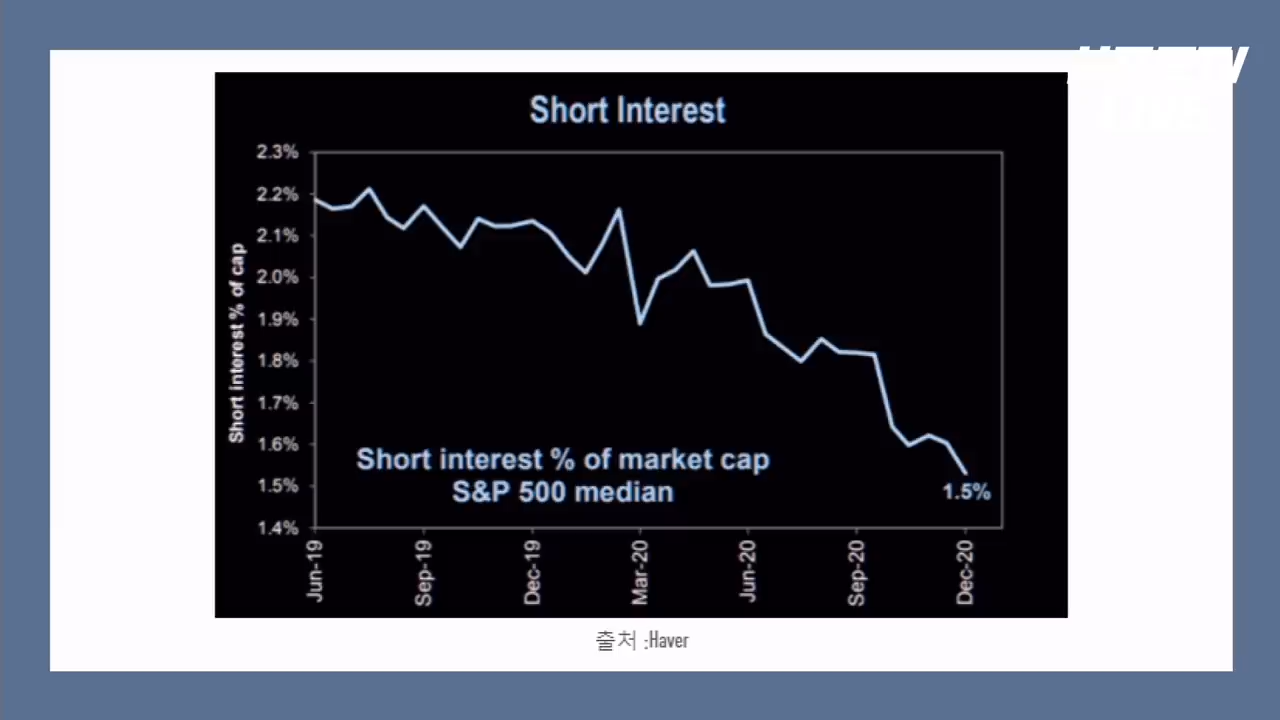 Short Interest
2.3%
2.2%
2.1%
2.0%
1.9%
1.8%
1.7%
1.6%
1.5%
1.4%
Short interest % of cap
Short interest % of market cap
S&P 500 median
1.5%
Jun-19
Sep-19
Dec-19
Mar-20
Jun-20
Sep-20
Dec-20
출처 :Haver